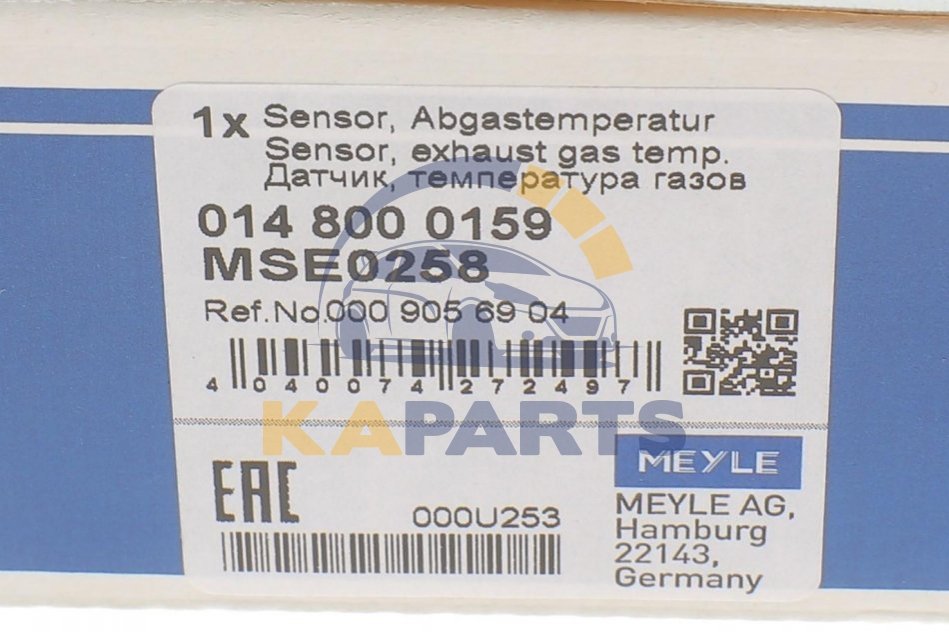 1x Sensor, Abgastemperatur
Sensor, exhaust gas temp.
Датчик, температура газов
014 800 0159
MSE0258
Ref.No.000 905 69 04
4 040074 272497
KAPARTS
EAC
000U253
MEYLE
MEYLE AG,
Hamburg
22143,
Germany